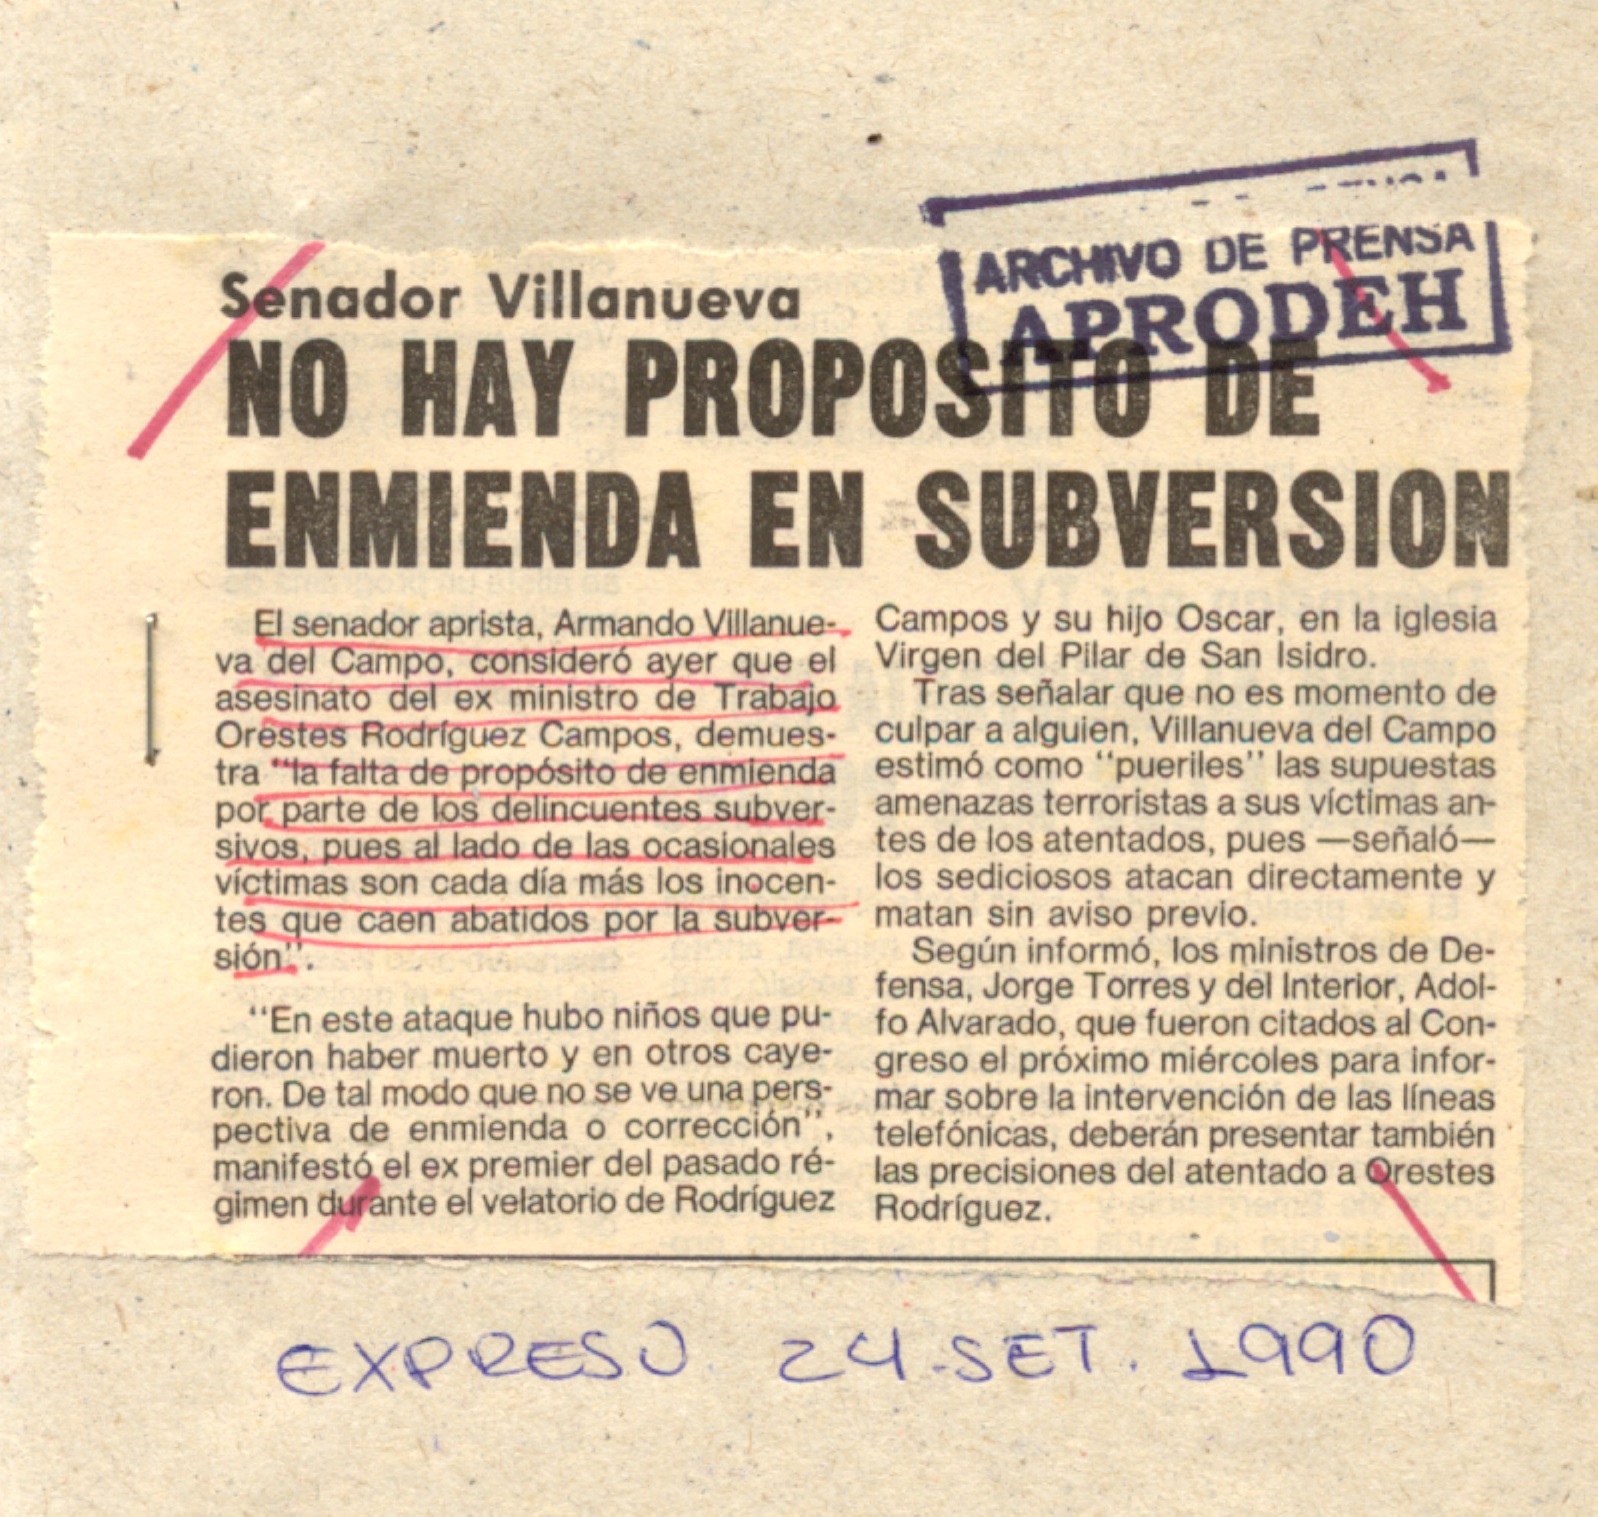 ARCHIVO DE PRENSA
APRODEH
Senador Villanueva
NO HAY PROPOSITO DE
ENMIENDA EN SUBVERSION
El senador aprista, Armando Villanue-
va del Campo, consideró ayer que el
asesinato del ex ministro de Trabajo
Orestes Rodríguez Campos, demues-
tra “la falta de propósito de enmienda
por parte de los delincuentes subver-
sivos, pues al lado de las ocasionales
víctimas son cada día más los inocen-
tes que caen abatidos por la subver-
sión”.
“En este ataque hubo niños que pu-
dieron haber muerto y en otros caye-
ron. De tal modo que no se ve una pers-
pectiva de enmienda o corrección”,
manifestó el ex premier del pasado ré-
gimen durante el velatorio de Rodríguez
Campos y su hijo Oscar, en la iglesia
Virgen del Pilar de San Isidro.
Tras señalar que no es momento de
culpar a alguien, Villanueva del Campo
estimó como “pueriles” las supuestas
amenazas terroristas a sus víctimas an-
tes de los atentados, pues —señaló—
los sediciosos atacan directamente y
matan sin aviso previo.
Según informó, los ministros de De-
fensa, Jorge Torres y del Interior, Adol-
fo Alvarado, que fueron citados al Con-
greso el próximo miércoles para infor-
mar sobre la intervención de las líneas
telefónicas, deberán presentar también
las precisiones del atentado a Orestes
Rodríguez.
EXPRESO 24.SET. 1990